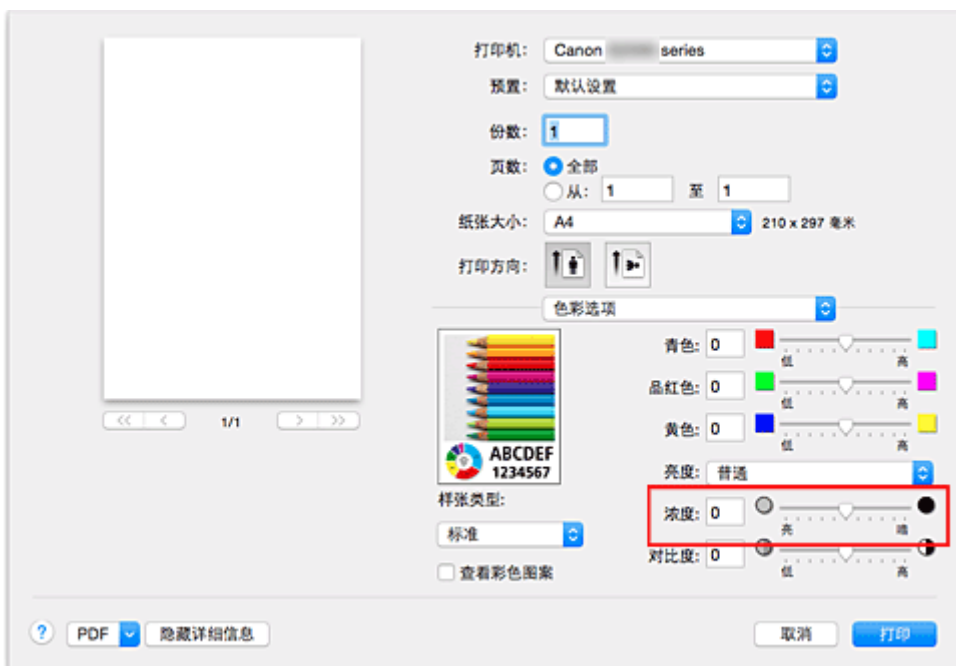 打印机: Canon series
预置: 默认设置
份数: 1
页数: 全部
从: 1 至 1
纸张大小: A4 210 x 297 毫米
打印方向:
色彩选项
青色: 0
低 高
品红色: 0
低 高
黄色: 0
低 高
亮度: 普通
浓度: 0
亮 暗
对比度: 0
低 高
ABCDEF
1234567
样张类型:
标准
查看彩色图案
<< < 1/1 > >>
? PDF 隐藏详细信息 取消 打印